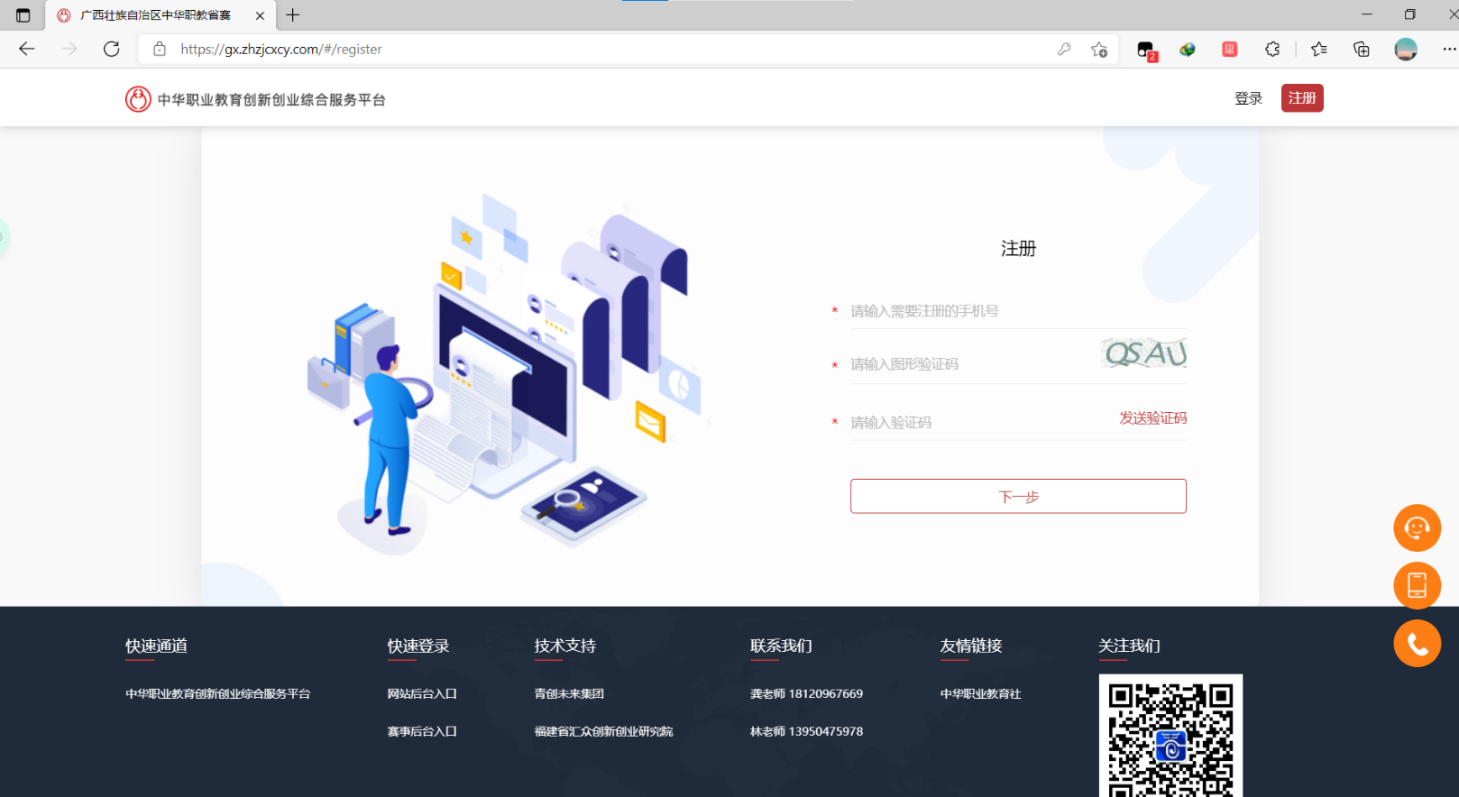 广西壮族自治区中华职教省赛
https://gx.zhzjcxcy.com/#/register
2
中华职业教育创新创业综合服务平台
登录
注册
注册
* 请输入需要注册的手机号
* 请输入图形验证码
QSAU
* 请输入验证码
发送验证码
下一步
快速通道
中华职业教育创新创业综合服务平台
快速登录
网站后台入口
赛事后台入口
技术支持
青创未来集团
福建省汇众创新创业研究院
联系我们
龚老师 18120967669
林老师 13950475978
友情链接
中华职业教育社
关注我们